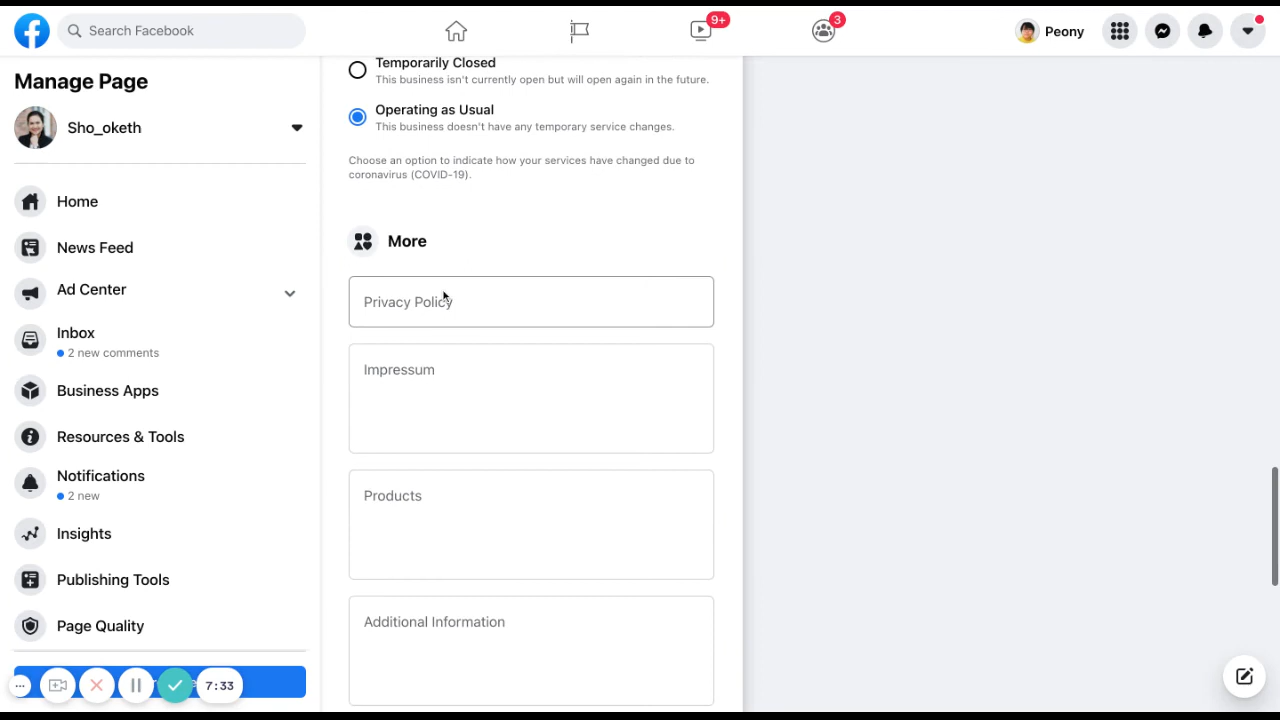 Search Facebook
9+
3
Peony
Manage Page
Sho_oketh
Home
News Feed
Ad Center
Inbox
2 new comments
Business Apps
Resources & Tools
Notifications
2 new
Insights
Publishing Tools
Page Quality
7:33
Temporarily Closed
This business isn't currently open but will open again in the future.
Operating as Usual
This business doesn't have any temporary service changes.
Choose an option to indicate how your services have changed due to
coronavirus (COVID-19).
More
Privacy Policy
Impressum
Products
Additional Information